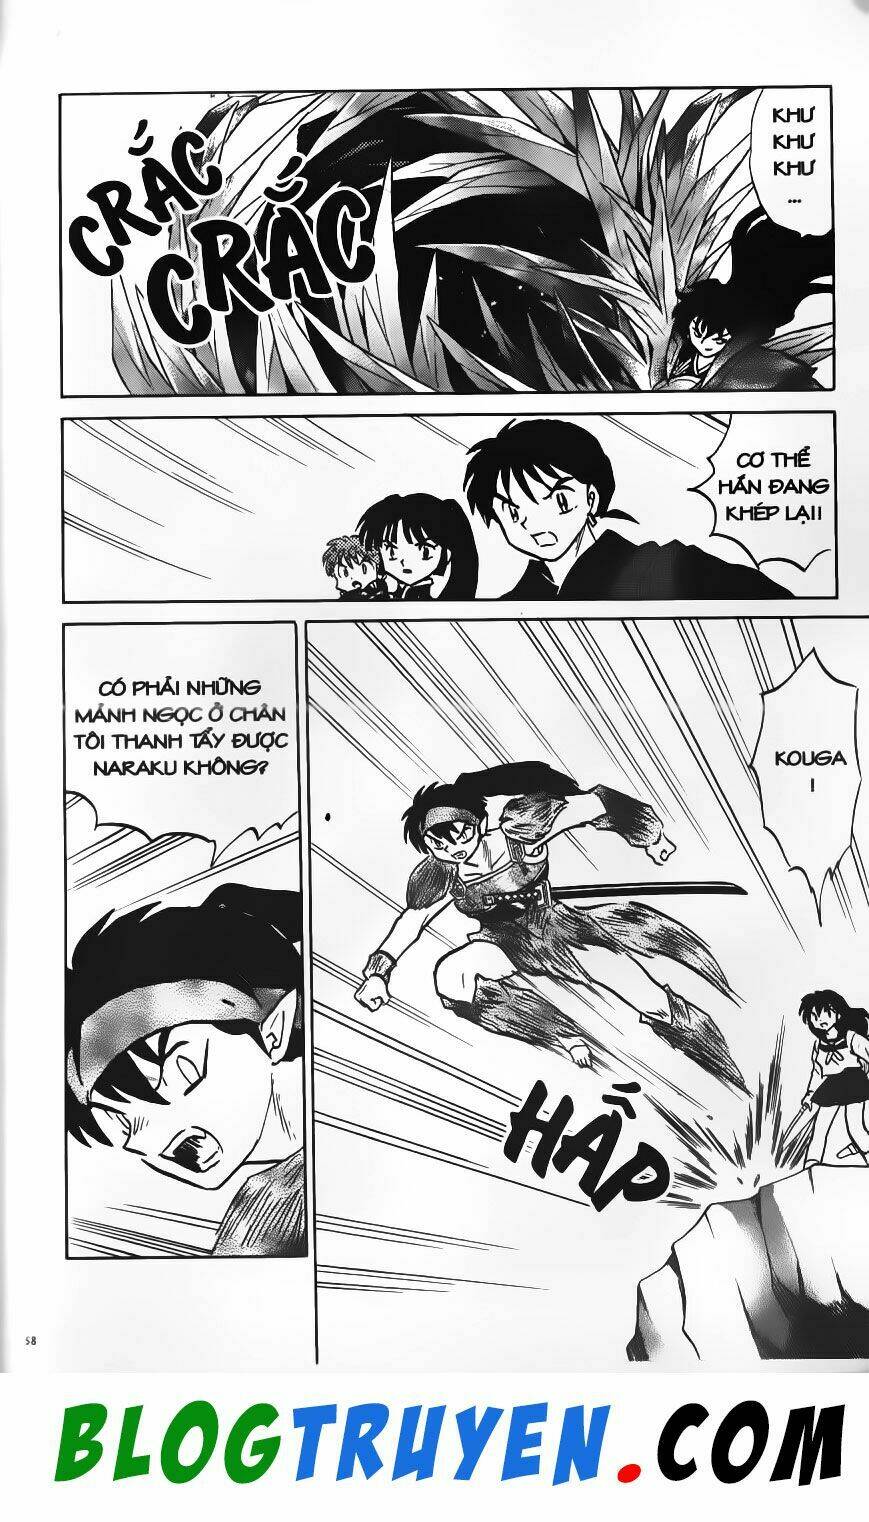 KHƯ
KHƯ
KHƯ
...
CRẮC
CRẮC
CƠ THỂ
HẮN ĐANG
KHÉP LẠI!
KOUGA
!
HẤP
CÓ PHẢI NHỮNG
MẢNH NGỌC Ở CHÂN
TÔI THANH TẨY ĐƯỢC
NARAKU KHÔNG?
58
BLOGTRUYEN.COM